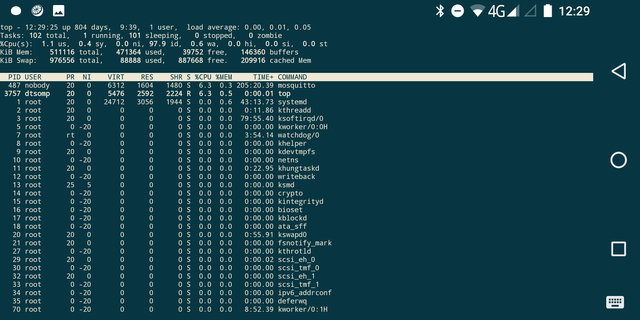 4G 12:29
top - 12:29:25 up 804 days, 9:39, 1 user, load average: 0.00, 0.01, 0.05
Tasks: 102 total, 1 running, 101 sleeping, 0 stopped, 0 zombie
%Cpu(s): 1.1 us, 0.4 sy, 0.0 ni, 97.9 id, 0.6 wa, 0.0 hi, 0.0 si, 0.0 st
KiB Mem: 511116 total, 471364 used, 39752 free, 146360 buffers
KiB Swap: 976556 total, 88888 used, 887668 free. 209916 cached Mem
PID USER PR NI VIRT RES SHR S %CPU %MEM TIME+ COMMAND
487 nobody 20 0 6312 1604 1480 S 6.3 0.3 205:20.39 mosquitto
3757 dtsomp 20 0 5476 2592 2224 R 6.3 0.5 0:00.01 top
1 root 20 0 24712 3056 1944 S 0.0 0.6 43:13.73 systemd
2 root 20 0 0 0 0 S 0.0 0.0 0:11.86 kthreadd
3 root 20 0 0 0 0 S 0.0 0.0 79:55.40 ksoftirqd/0
5 root 0 -20 0 0 0 S 0.0 0.0 0:00.00 kworker/0:0H
7 root rt 0 0 0 0 S 0.0 0.0 3:54.14 watchdog/0
8 root 0 -20 0 0 0 S 0.0 0.0 0:00.00 khelper
9 root 20 0 0 0 0 S 0.0 0.0 0:00.00 kdevtmpfs
10 root 0 -20 0 0 0 S 0.0 0.0 0:00.00 netns
11 root 20 0 0 0 0 S 0.0 0.0 0:22.95 khungtaskd
12 root 0 -20 0 0 0 S 0.0 0.0 0:00.00 writeback
13 root 25 5 0 0 0 S 0.0 0.0 0:00.00 ksmd
14 root 0 -20 0 0 0 S 0.0 0.0 0:00.00 crypto
15 root 0 -20 0 0 0 S 0.0 0.0 0:00.00 kintegrityd
16 root 0 -20 0 0 0 S 0.0 0.0 0:00.00 bioset
17 root 0 -20 0 0 0 S 0.0 0.0 0:00.00 kblockd
18 root 0 -20 0 0 0 S 0.0 0.0 0:00.00 ata_sff
20 root 20 0 0 0 0 S 0.0 0.0 0:55.91 kswapd0
21 root 20 0 0 0 0 S 0.0 0.0 0:00.00 fsnotify_mark
27 root 0 -20 0 0 0 S 0.0 0.0 0:00.00 kthrotld
29 root 20 0 0 0 0 S 0.0 0.0 0:00.02 scsi_eh_0
30 root 0 -20 0 0 0 S 0.0 0.0 0:00.00 scsi_tmf_0
32 root 20 0 0 0 0 S 0.0 0.0 0:00.00 scsi_eh_1
33 root 0 -20 0 0 0 S 0.0 0.0 0:00.00 scsi_tmf_1
34 root 0 -20 0 0 0 S 0.0 0.0 0:00.00 ipv6_addrconf
35 root 0 -20 0 0 0 S 0.0 0.0 0:00.00 deferwq
70 root 0 -20 0 0 0 S 0.0 0.0 8:52.39 kworker/0:1H